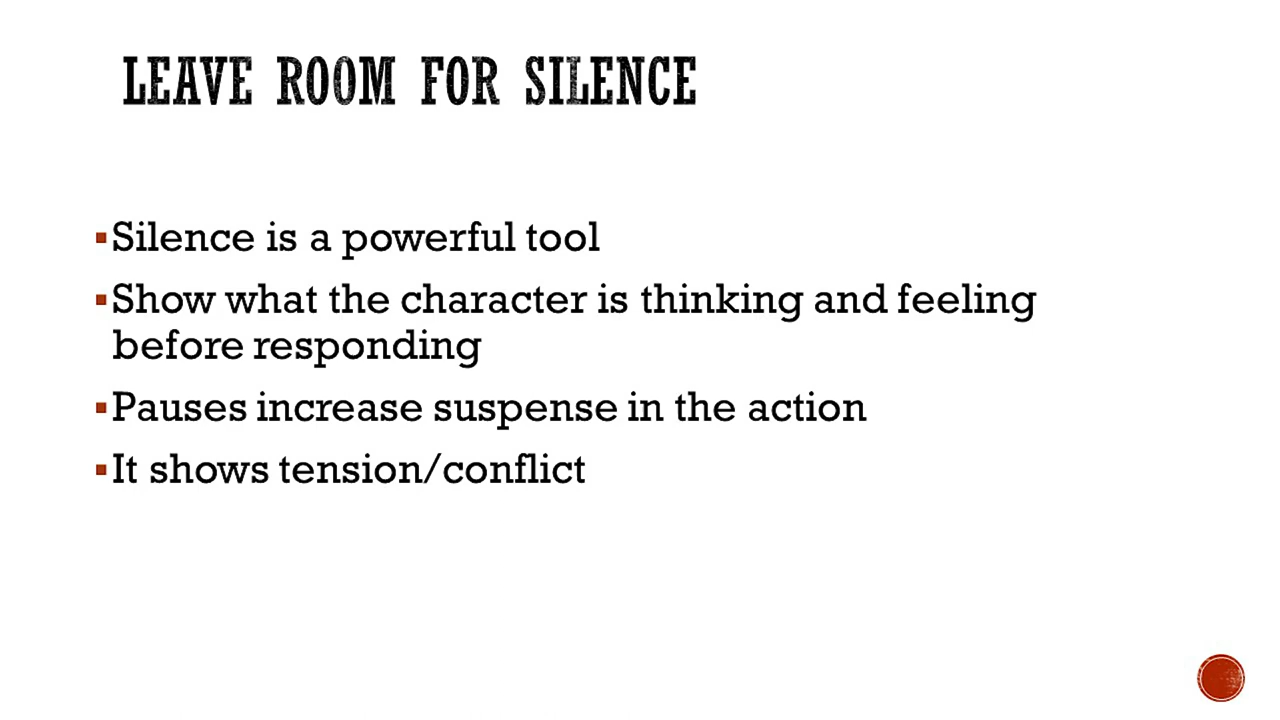 LEAVE ROOM FOR SILENCE
▪Silence is a powerful tool
▪Show what the character is thinking and feeling
before responding
▪Pauses increase suspense in the action
▪It shows tension/conflict